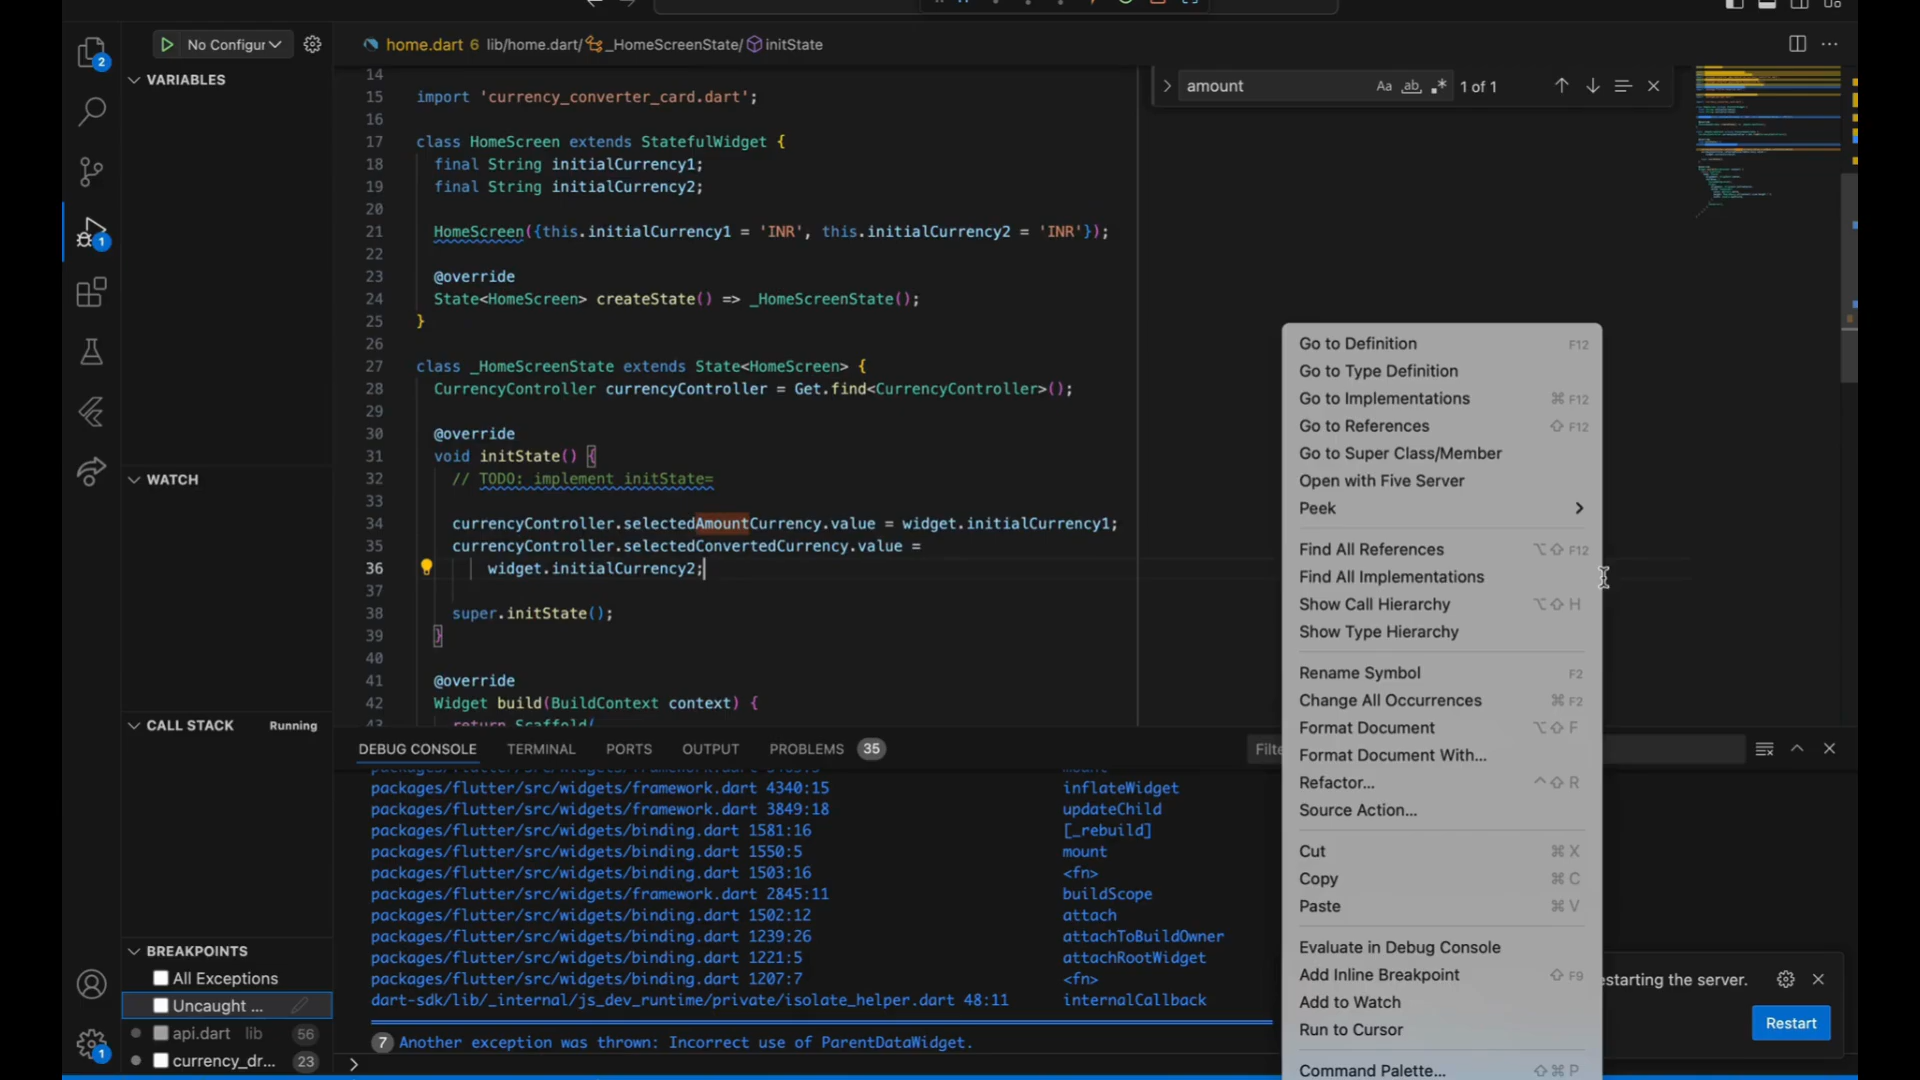 No Configur
home.dart 6 lib/home.dart/ _HomeScreenState/ initState
2
1
1
VARIABLES
WATCH
CALL STACK Running
BREAKPOINTS
All Exceptions
Uncaught ...
api.dart lib 56
currency_dr... 23
amount Aa ab 1 of 1
14
15 import 'currency_converter_card.dart';
16
17 class HomeScreen extends StatefulWidget {
18 final String initialCurrency1;
19 final String initialCurrency2;
20
21 HomeScreen({this.initialCurrency1 = 'INR', this.initialCurrency2 = 'INR'});
22
23 @override
24 State<HomeScreen> createState() => _HomeScreenState();
25 }
26
27 class _HomeScreenState extends State<HomeScreen> {
28 CurrencyController currencyController = Get.find<CurrencyController>();
29
30 @override
31 void initState() {
32 // TODO: implement initState=
33
34 currencyController.selectedAmountCurrency.value = widget.initialCurrency1;
35 currencyController.selectedConvertedCurrency.value =
36 widget.initialCurrency2;
37
38 super.initState();
39 }
40
41 @override
42 Widget build(BuildContext context) {
43 return Scaffold(
DEBUG CONSOLE TERMINAL PORTS OUTPUT PROBLEMS 35
mount
packages/flutter/src/widgets/framework.dart 4340:15 inflateWidget
packages/flutter/src/widgets/framework.dart 3849:18 updateChild
packages/flutter/src/widgets/binding.dart 1581:16 [_rebuild]
packages/flutter/src/widgets/binding.dart 1550:5 mount
packages/flutter/src/widgets/binding.dart 1503:16 <fn>
packages/flutter/src/widgets/framework.dart 2845:11 buildScope
packages/flutter/src/widgets/binding.dart 1502:12 attach
packages/flutter/src/widgets/binding.dart 1239:26 attachToBuildOwner
packages/flutter/src/widgets/binding.dart 1221:5 attachRootWidget
packages/flutter/src/widgets/binding.dart 1207:7 <fn>
dart-sdk/lib/_internal/js_dev_runtime/private/isolate_helper.dart 48:11 internalCallback
7 Another exception was thrown: Incorrect use of ParentDataWidget.
Go to Definition F12
Go to Type Definition
Go to Implementations ⌘ F12
Go to References ⇧ F12
Go to Super Class/Member
Open with Five Server
Peek
Find All References ⌥⇧ F12
Find All Implementations
Show Call Hierarchy ⌥⇧ H
Show Type Hierarchy
Rename Symbol F2
Change All Occurrences ⌘ F2
Format Document ⌥⇧ F
Format Document With...
Refactor... ^⇧ R
Source Action...
Cut ⌘ X
Copy ⌘ C
Paste ⌘ V
Evaluate in Debug Console
Add Inline Breakpoint ⇧ F9
Add to Watch
Run to Cursor
Command Palette... ⇧⌘ P
estarting the server.
Restart